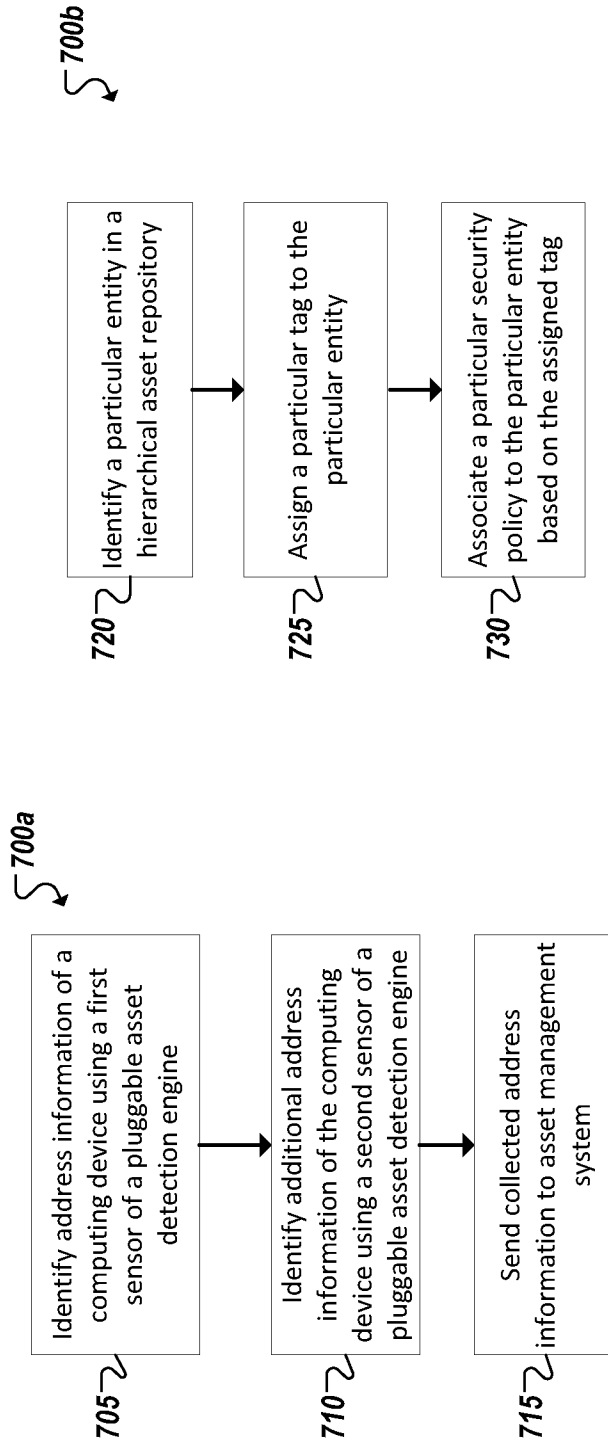 700a
705
Identify address information of a
computing device using a first
sensor of a pluggable asset
detection engine
710
Identify additional address
information of the computing
device using a second sensor of a
pluggable asset detection engine
715
Send collected address
information to asset management
system
700b
720
Identify a particular entity in a
hierarchical asset repository
725
Assign a particular tag to the
particular entity
730
Associate a particular security
policy to the particular entity
based on the assigned tag